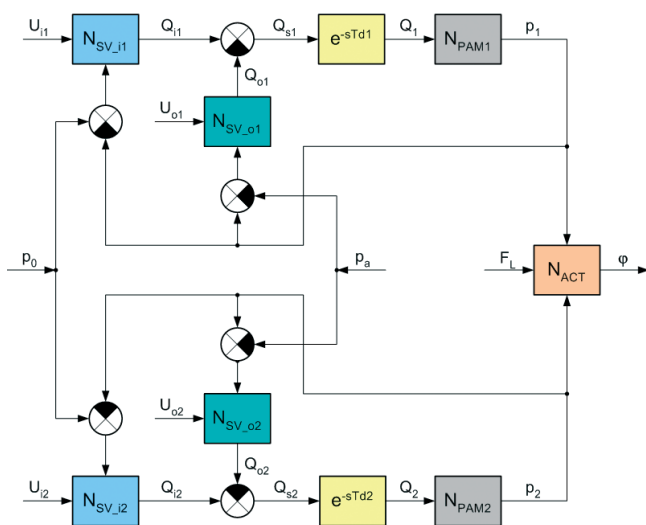 U_i1 N_SV_i1 Q_i1 Q_s1 e^-sTd1 Q_1 N_PAM1 p_1
Q_o1
U_o1 N_SV_o1
p_0 p_a F_L N_ACT φ
U_o2 N_SV_o2
Q_o2
U_i2 N_SV_i2 Q_i2 Q_s2 e^-sTd2 Q_2 N_PAM2 p_2